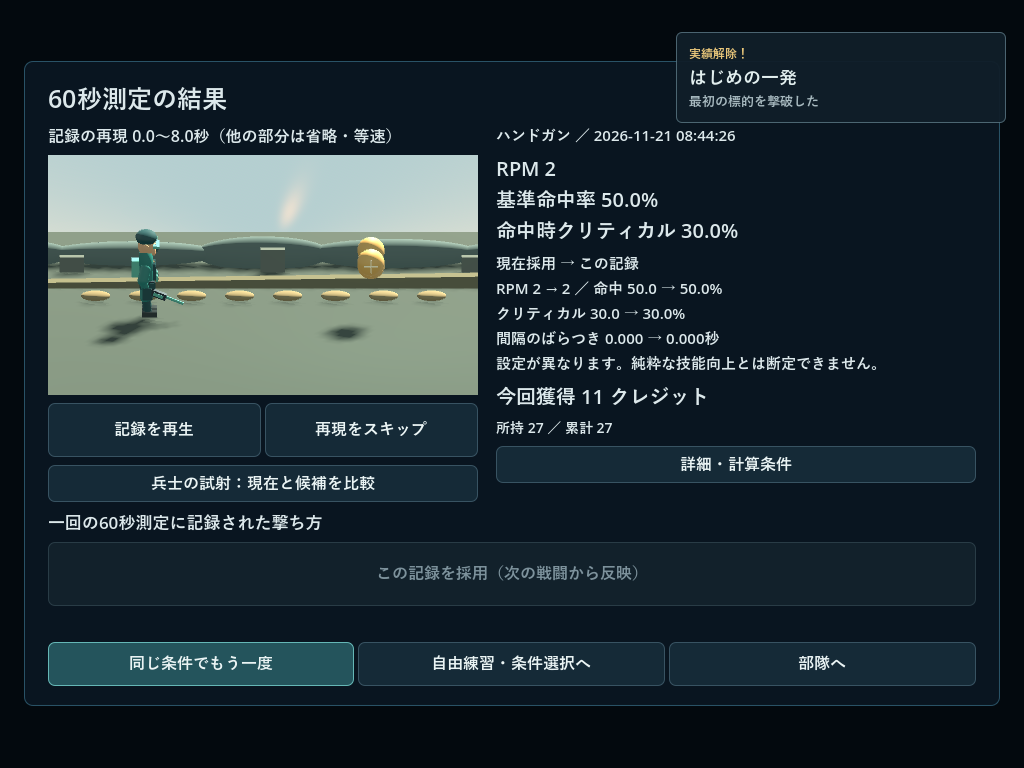 実績解除！
はじめの一発
最初の標的を撃破した
60秒測定の結果
記録の再現 0.0〜8.0秒（他の部分は省略・等速）
記録を再生
再現をスキップ
兵士の試射：現在と候補を比較
ハンドガン ／ 2026-11-21 08:44:26
RPM 2
基準命中率 50.0%
命中時クリティカル 30.0%
現在採用 → この記録
RPM 2 → 2 ／ 命中 50.0 → 50.0%
クリティカル 30.0 → 30.0%
間隔のばらつき 0.000 → 0.000秒
設定が異なります。純粋な技能向上とは断定できません。
今回獲得 11 クレジット
所持 27 ／ 累計 27
詳細・計算条件
一回の60秒測定に記録された撃ち方
この記録を採用（次の戦闘から反映）
同じ条件でもう一度
自由練習・条件選択へ
部隊へ